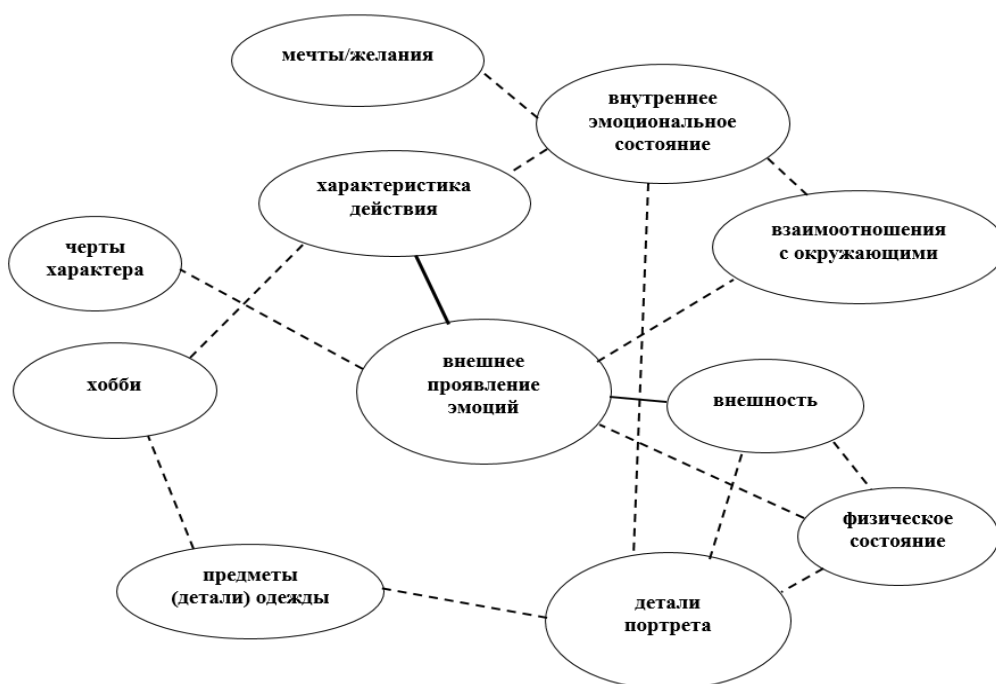 мечты/желания
внутреннее
эмоциональное
состояние
характеристика
действия
взаимоотношения
с окружающими
черты
характера
внешнее
проявление
эмоций
хобби
внешность
физическое
состояние
предметы
(детали) одежды
детали
портрета